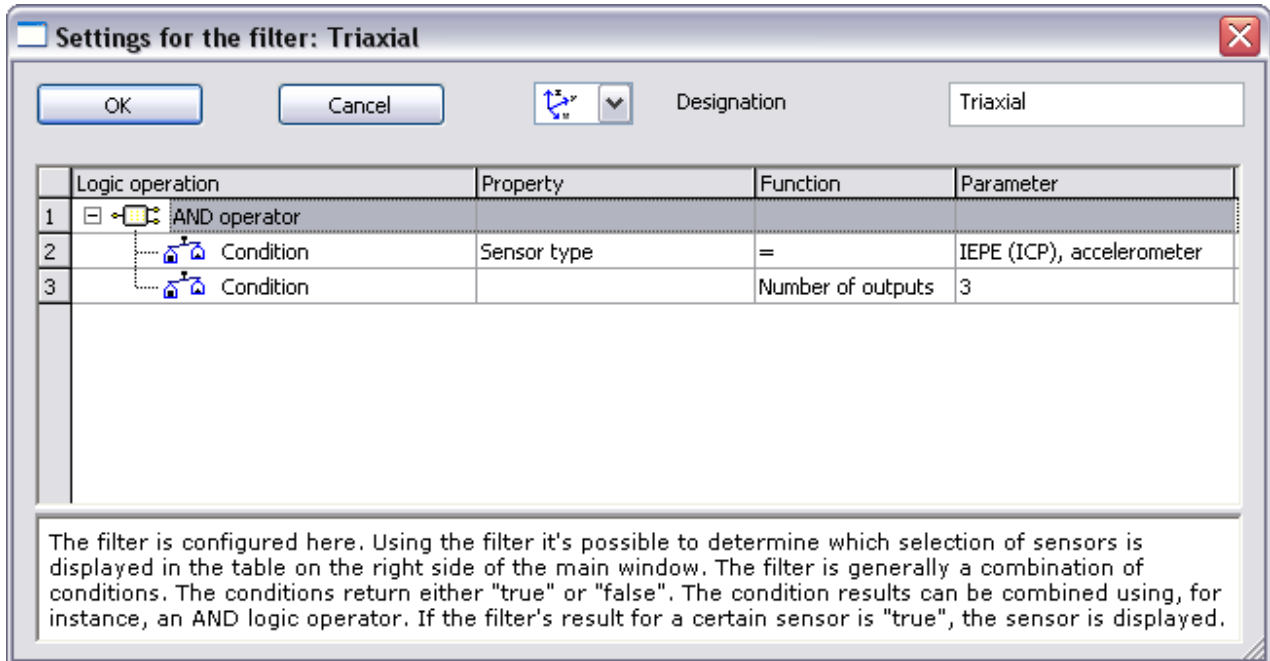 Settings for the filter: Triaxial
OK Cancel Designation Triaxial
Logic operation Property Function Parameter
1 AND operator
2 Condition Sensor type = IEPE (ICP), accelerometer
3 Condition Number of outputs 3
The filter is configured here. Using the filter it's possible to determine which selection of sensors is
displayed in the table on the right side of the main window. The filter is generally a combination of
conditions. The conditions return either "true" or "false". The condition results can be combined using, for
instance, an AND logic operator. If the filter's result for a certain sensor is "true", the sensor is displayed.